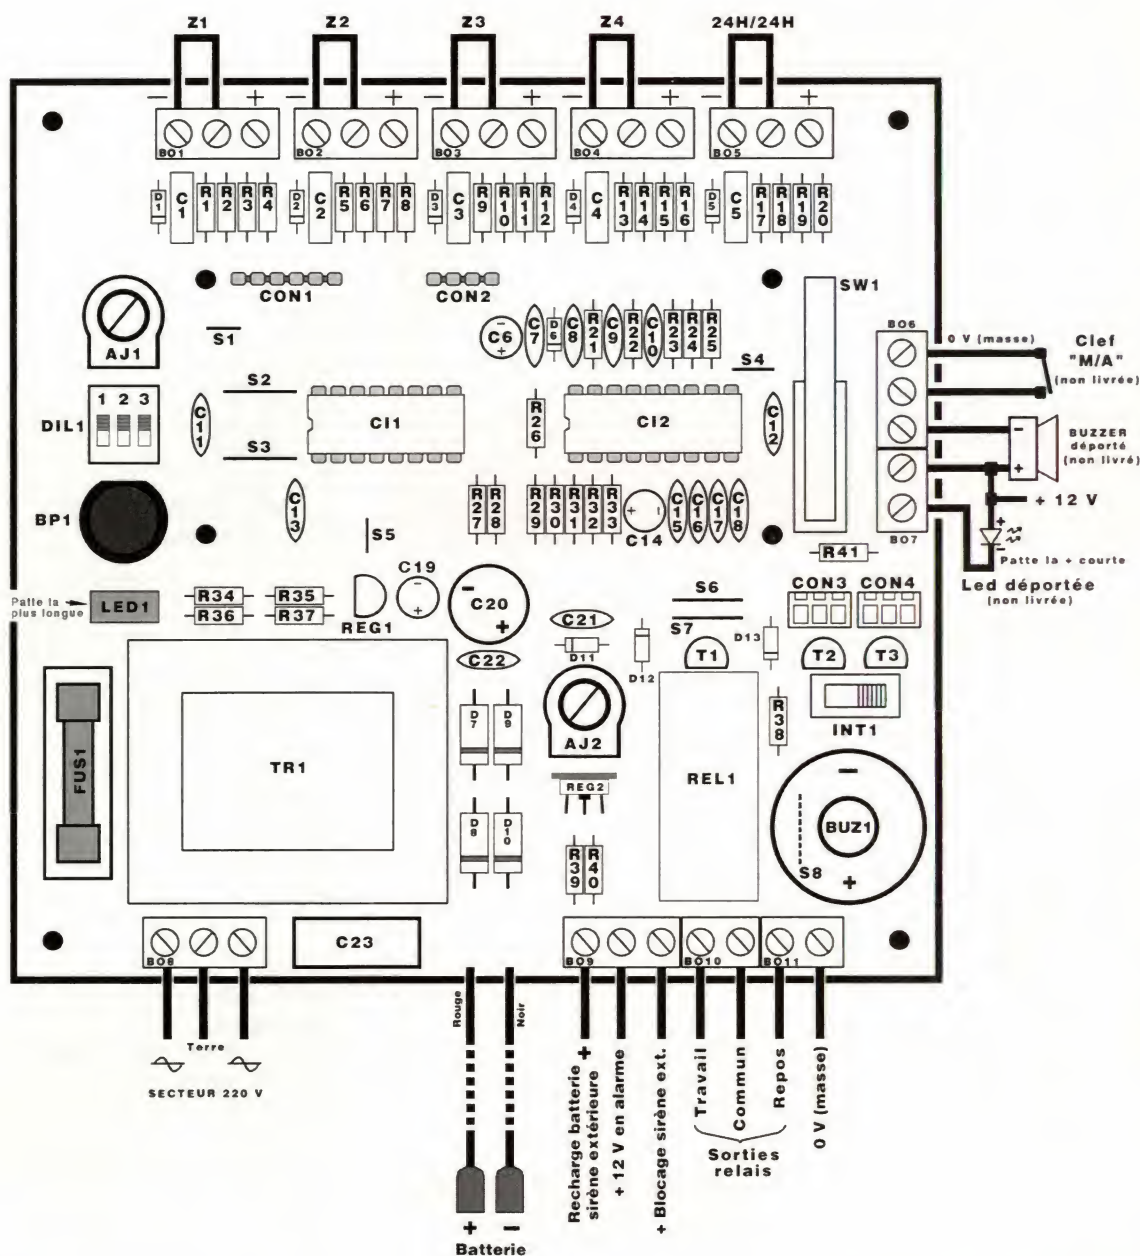 Z1 Z2 Z3 Z4 24H/24H
− + − + − + − + − +
BO1 BO2 BO3 BO4 BO5
D1 C1 R1 R2 R3 R4 D2 C2 R5 R6 R7 R8 D3 C3 R9 R10 R11 R12 D4 C4 R13 R14 R15 R16 D5 C5 R17 R18 R19 R20
CON1 CON2 SW1
AJ1 S1 C6 − + C7 D6 C8 R21 C9 R22 C10 R23 R24 R25 S4
BO6 0 V (masse) Clef
"M/A"
(non livrée)
DIL1 1 2 3 C11 S2 S3 CI1 R26 CI2 C12
− + BUZZER
déporté
(non livré)
+ 12 V
BP1 C13 S5 R27 R28 R29 R30 R31 R32 R33 + − C14 C15 C16 C17 C18
BO7 + − Patte la + courte
Led déportée
(non livrée)
R41
Patte la
plus longue
LED1 R34 R35
R36 R37
REG1 C19 + − − C20 + C21 S6
S7 CON3 CON4
C22 D11 D12 T1 D13 T2 T3
FUS1 TR1 D7 D9 AJ2 REL1 R38 INT1
REG2
D8 D10 R39 R40 − BUZ1 + S8
BO8 C23 BO9 BO10 BO11
Terre
SECTEUR 220 V
Rouge
Noir
+ −
Batterie
Recharge batterie +
sirène extérieure
+ 12 V en alarme
+ Blocage sirène ext.
Travail
Commun
Repos
0 V (masse)
Sorties
relais